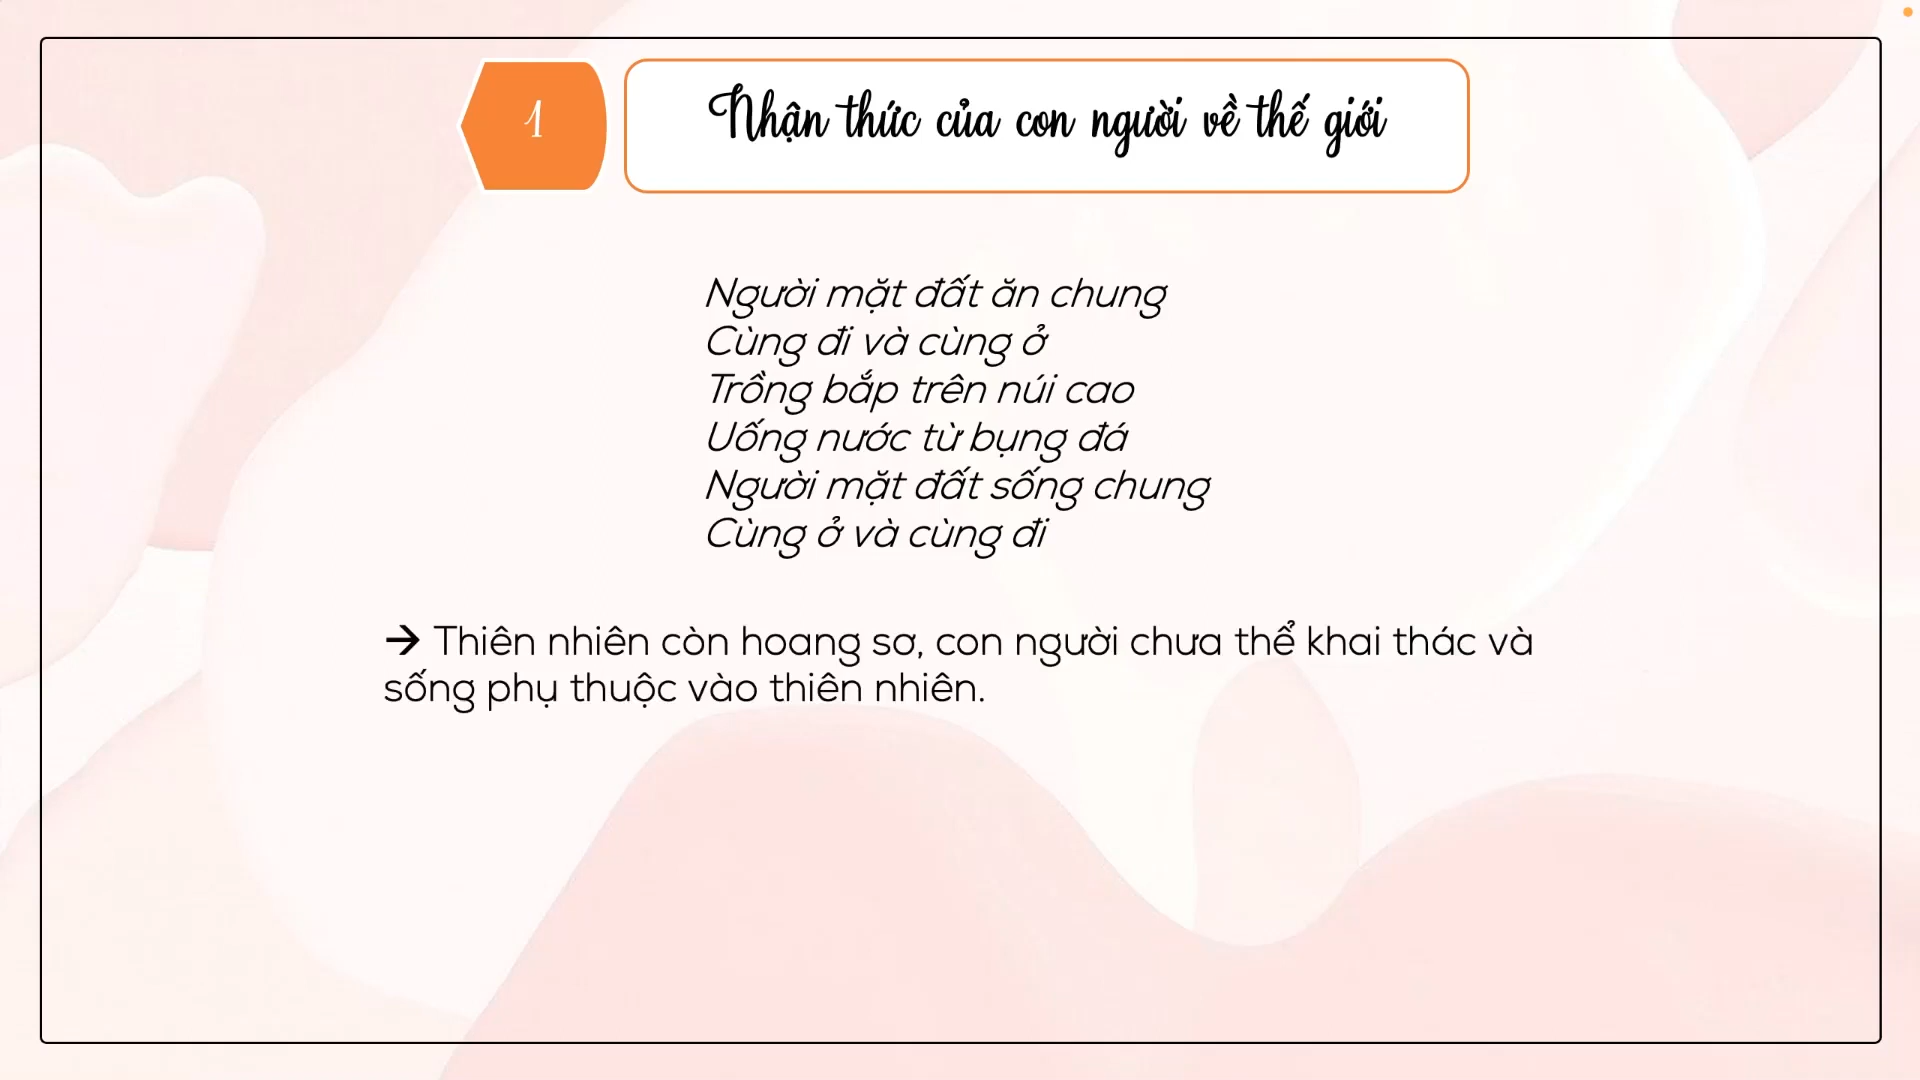 1
Nhận thức của con người về thế giới
Người mặt đất ăn chung
Cùng đi và cùng ở
Trồng bắp trên núi cao
Uống nước từ bụng đá
Người mặt đất sống chung
Cùng ở và cùng đi
→ Thiên nhiên còn hoang sơ, con người chưa thể khai thác và
sống phụ thuộc vào thiên nhiên.